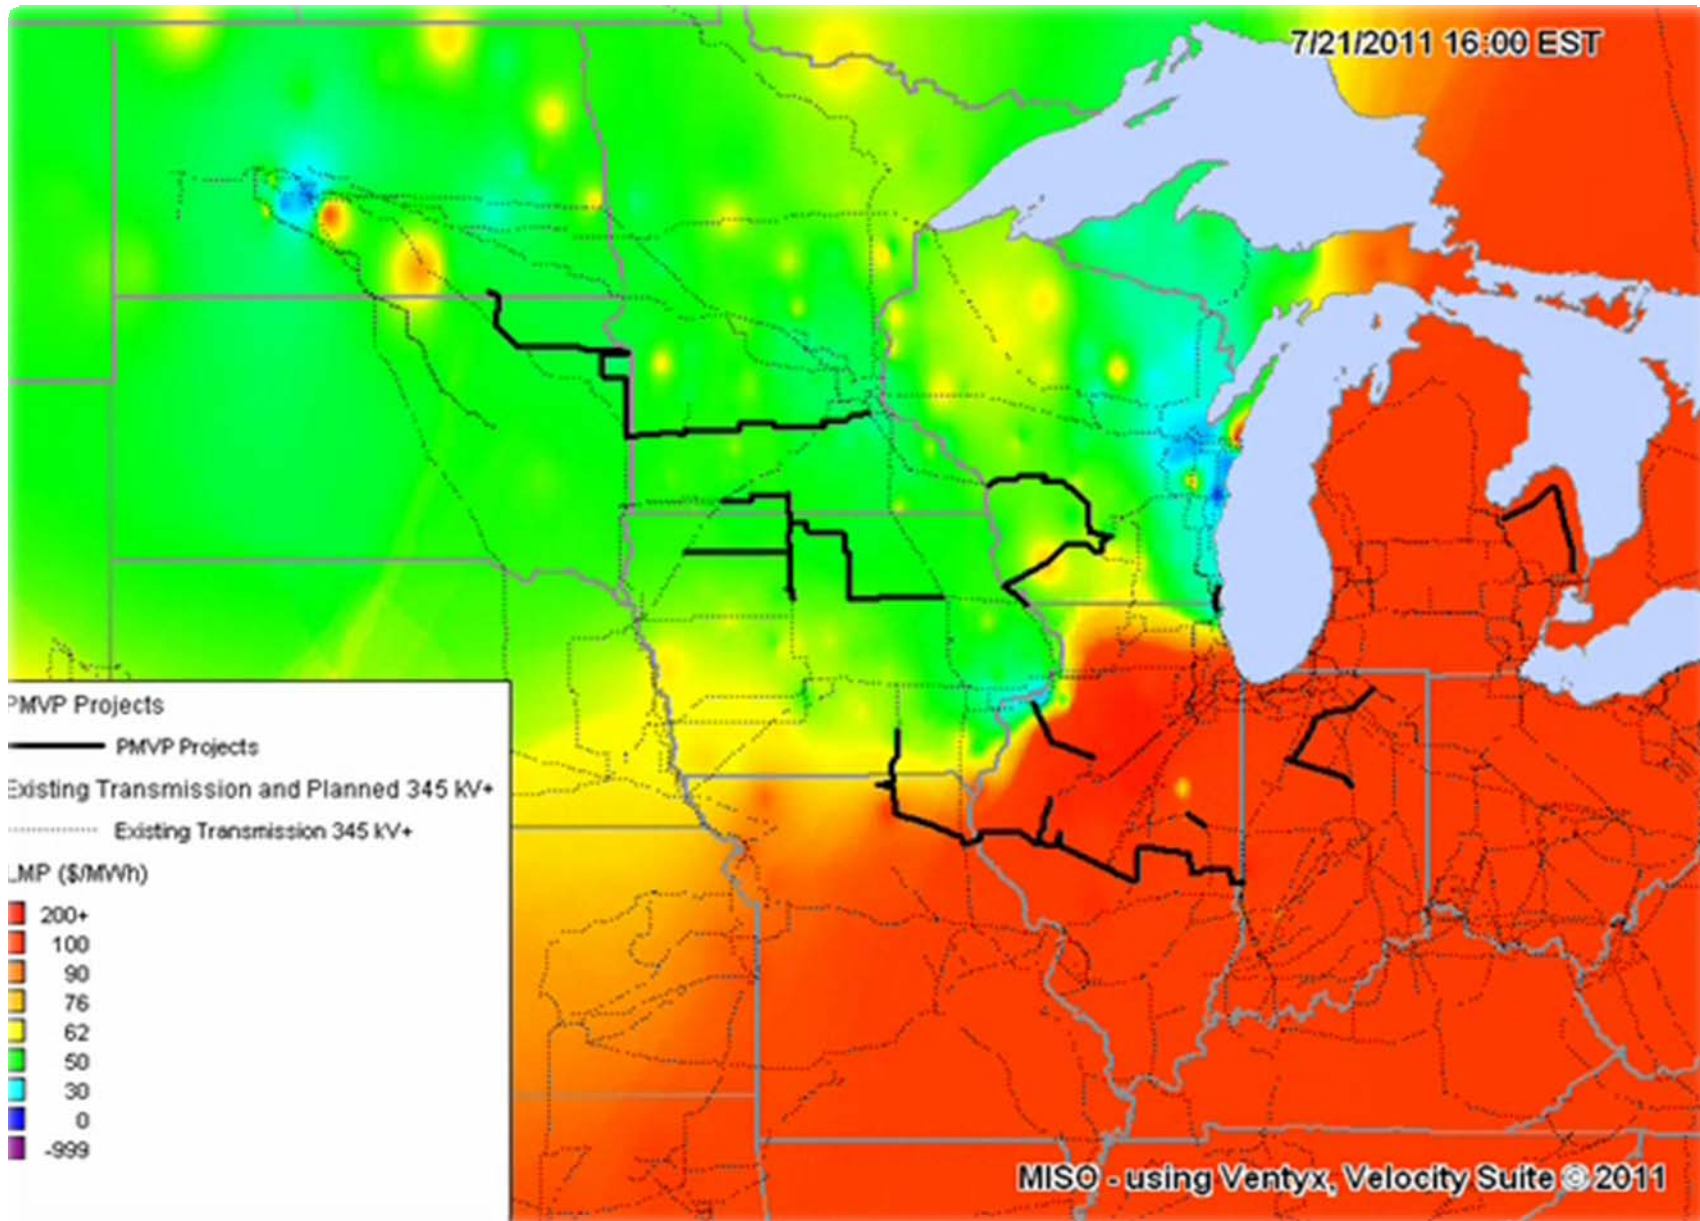 7/21/2011 16:00 EST
PMVP Projects
PMVP Projects
Existing Transmission and Planned 345 kV+
Existing Transmission 345 kV+
LMP ($/MWh)
200+
100
90
76
62
50
30
0
-999
MISO - using Ventyx, Velocity Suite © 2011